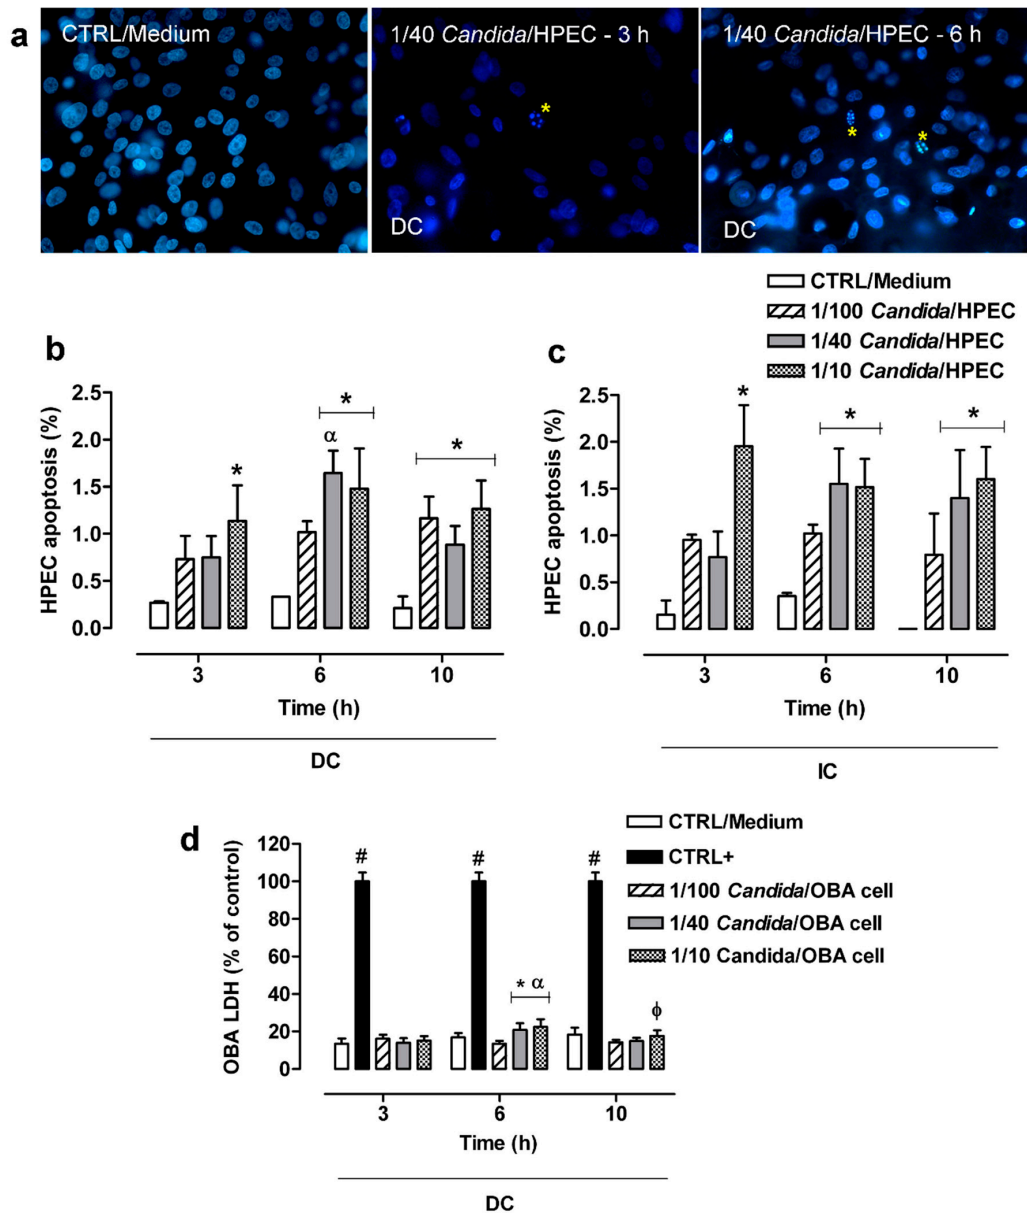 a
CTRL/Medium
1/40 Candida/HPEC - 3 h
*
DC
1/40 Candida/HPEC - 6 h
*
*
DC
CTRL/Medium
1/100 Candida/HPEC
1/40 Candida/HPEC
1/10 Candida/HPEC
b
HPEC apoptosis (%)
2.5
2.0
1.5
1.0
0.5
0.0
*
*
α
*
3
6
10
Time (h)
DC
c
HPEC apoptosis (%)
2.5
2.0
1.5
1.0
0.5
0.0
*
*
*
3
6
10
Time (h)
IC
d
CTRL/Medium
CTRL+
1/100 Candida/OBA cell
1/40 Candida/OBA cell
1/10 Candida/OBA cell
OBA LDH (% of control)
120
100
80
60
40
20
0
#
#
#
* α
ϕ
3
6
10
Time (h)
DC